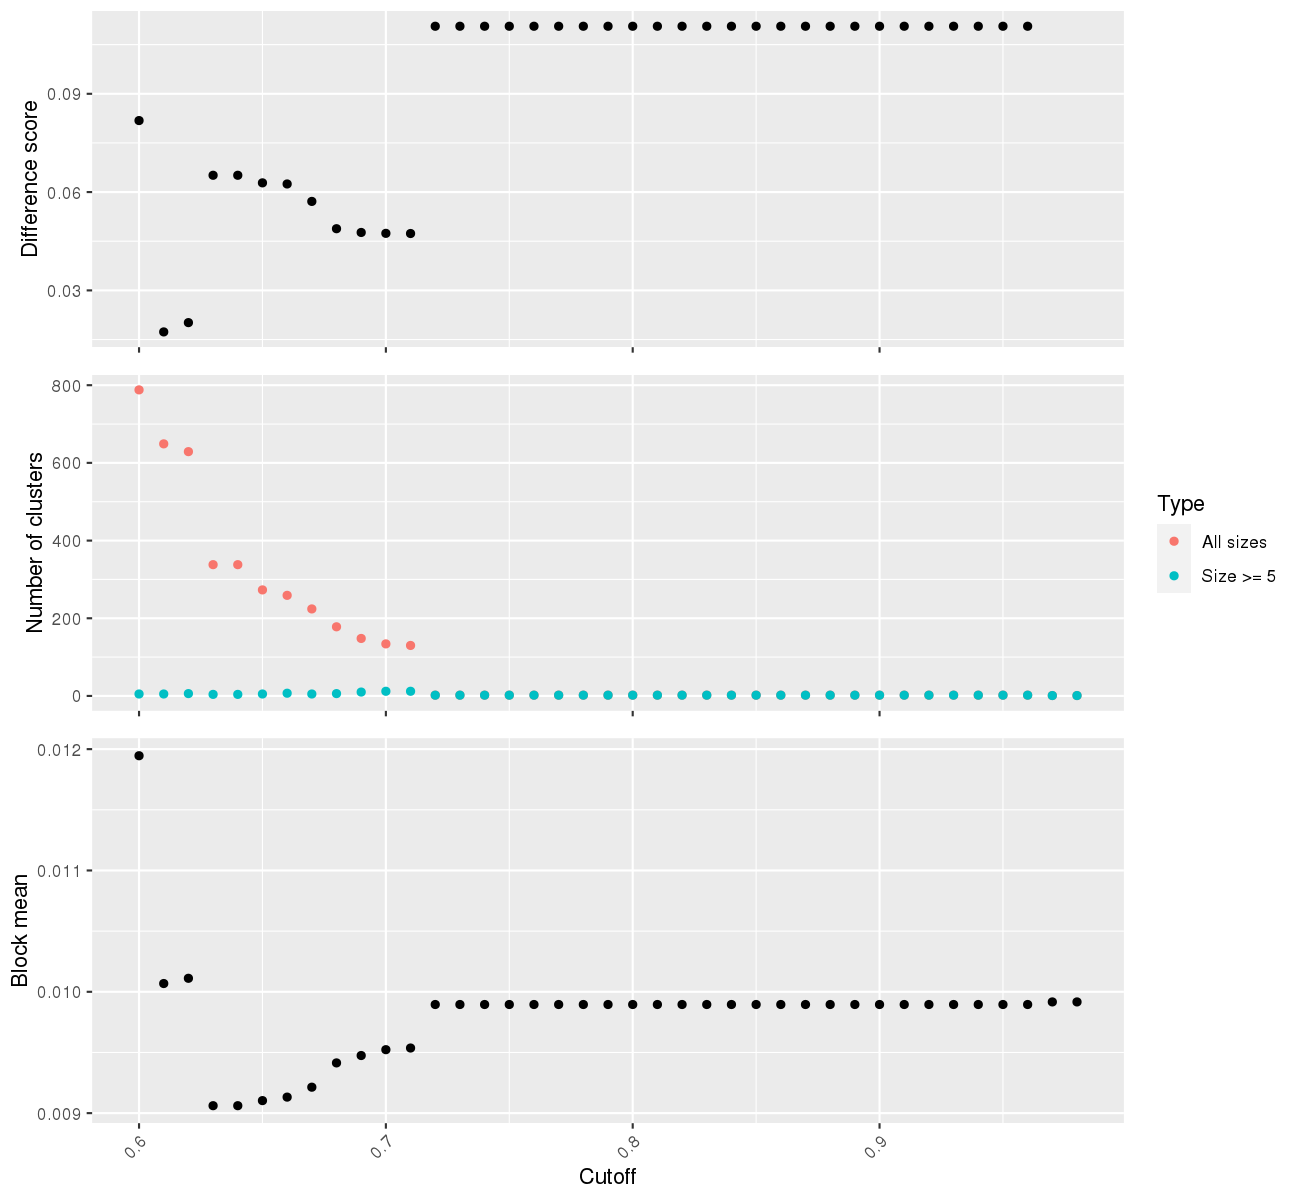 Difference score
0.09
0.06
0.03
Number of clusters
800
600
400
200
0
Type
All sizes
Size >= 5
Block mean
0.012
0.011
0.010
0.009
0.6
0.7
0.8
0.9
Cutoff